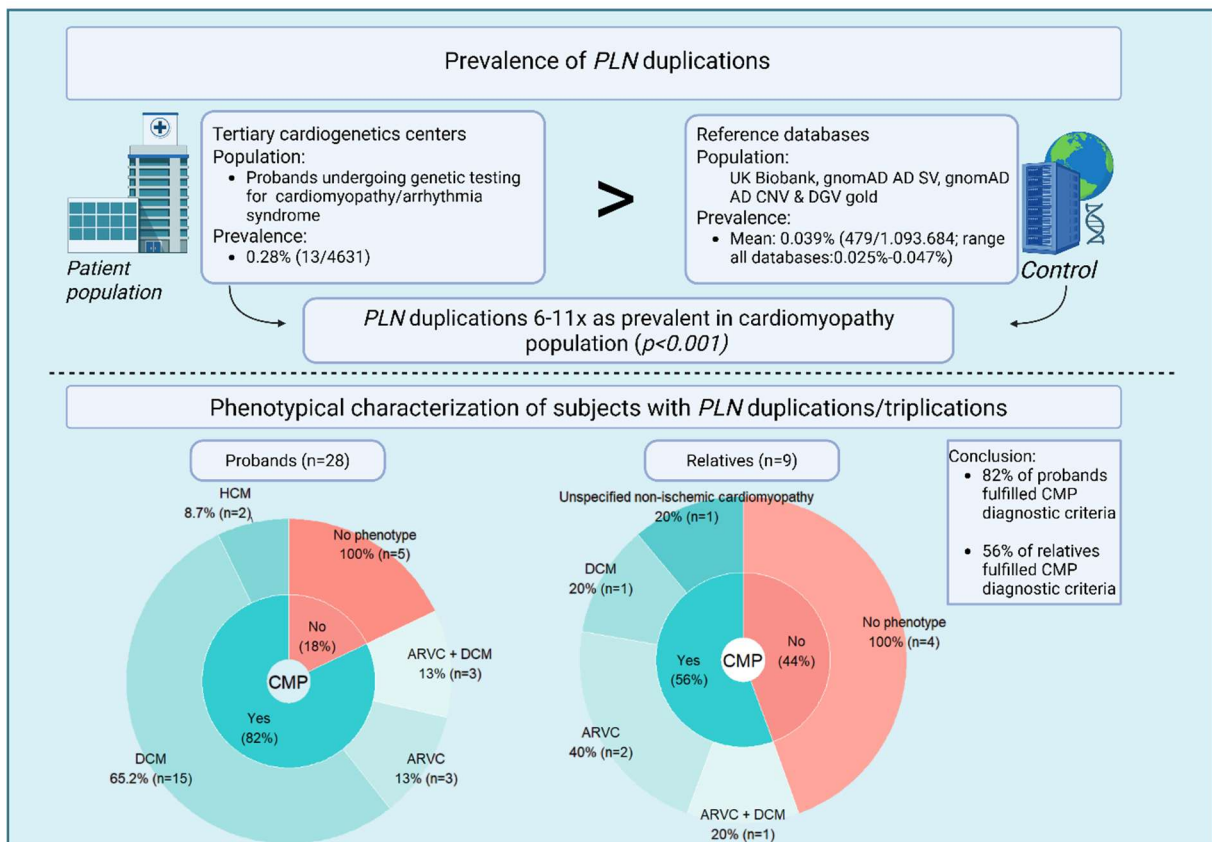 Prevalence of PLN duplications
Tertiary cardiogenetics centers
Population:
• Probands undergoing genetic testing
for cardiomyopathy/arrhythmia
syndrome
Prevalence:
• 0.28% (13/4631)
Patient
population
>
Reference databases
Population:
UK Biobank, gnomAD AD SV, gnomAD
AD CNV & DGV gold
Prevalence:
• Mean: 0.039% (479/1.093.684; range
all databases:0.025%-0.047%)
Control
PLN duplications 6-11x as prevalent in cardiomyopathy
population (p<0.001)
Phenotypical characterization of subjects with PLN duplications/triplications
Probands (n=28)
HCM
8.7% (n=2)
No phenotype
100% (n=5)
No
(18%)
ARVC + DCM
13% (n=3)
CMP
Yes
(82%)
DCM
65.2% (n=15)
ARVC
13% (n=3)
Relatives (n=9)
Unspecified non-ischemic cardiomyopathy
20% (n=1)
DCM
20% (n=1)
No phenotype
100% (n=4)
Yes
(56%)
CMP
No
(44%)
ARVC
40% (n=2)
ARVC + DCM
20% (n=1)
Conclusion:
• 82% of probands
fulfilled CMP
diagnostic criteria
• 56% of relatives
fulfilled CMP
diagnostic criteria